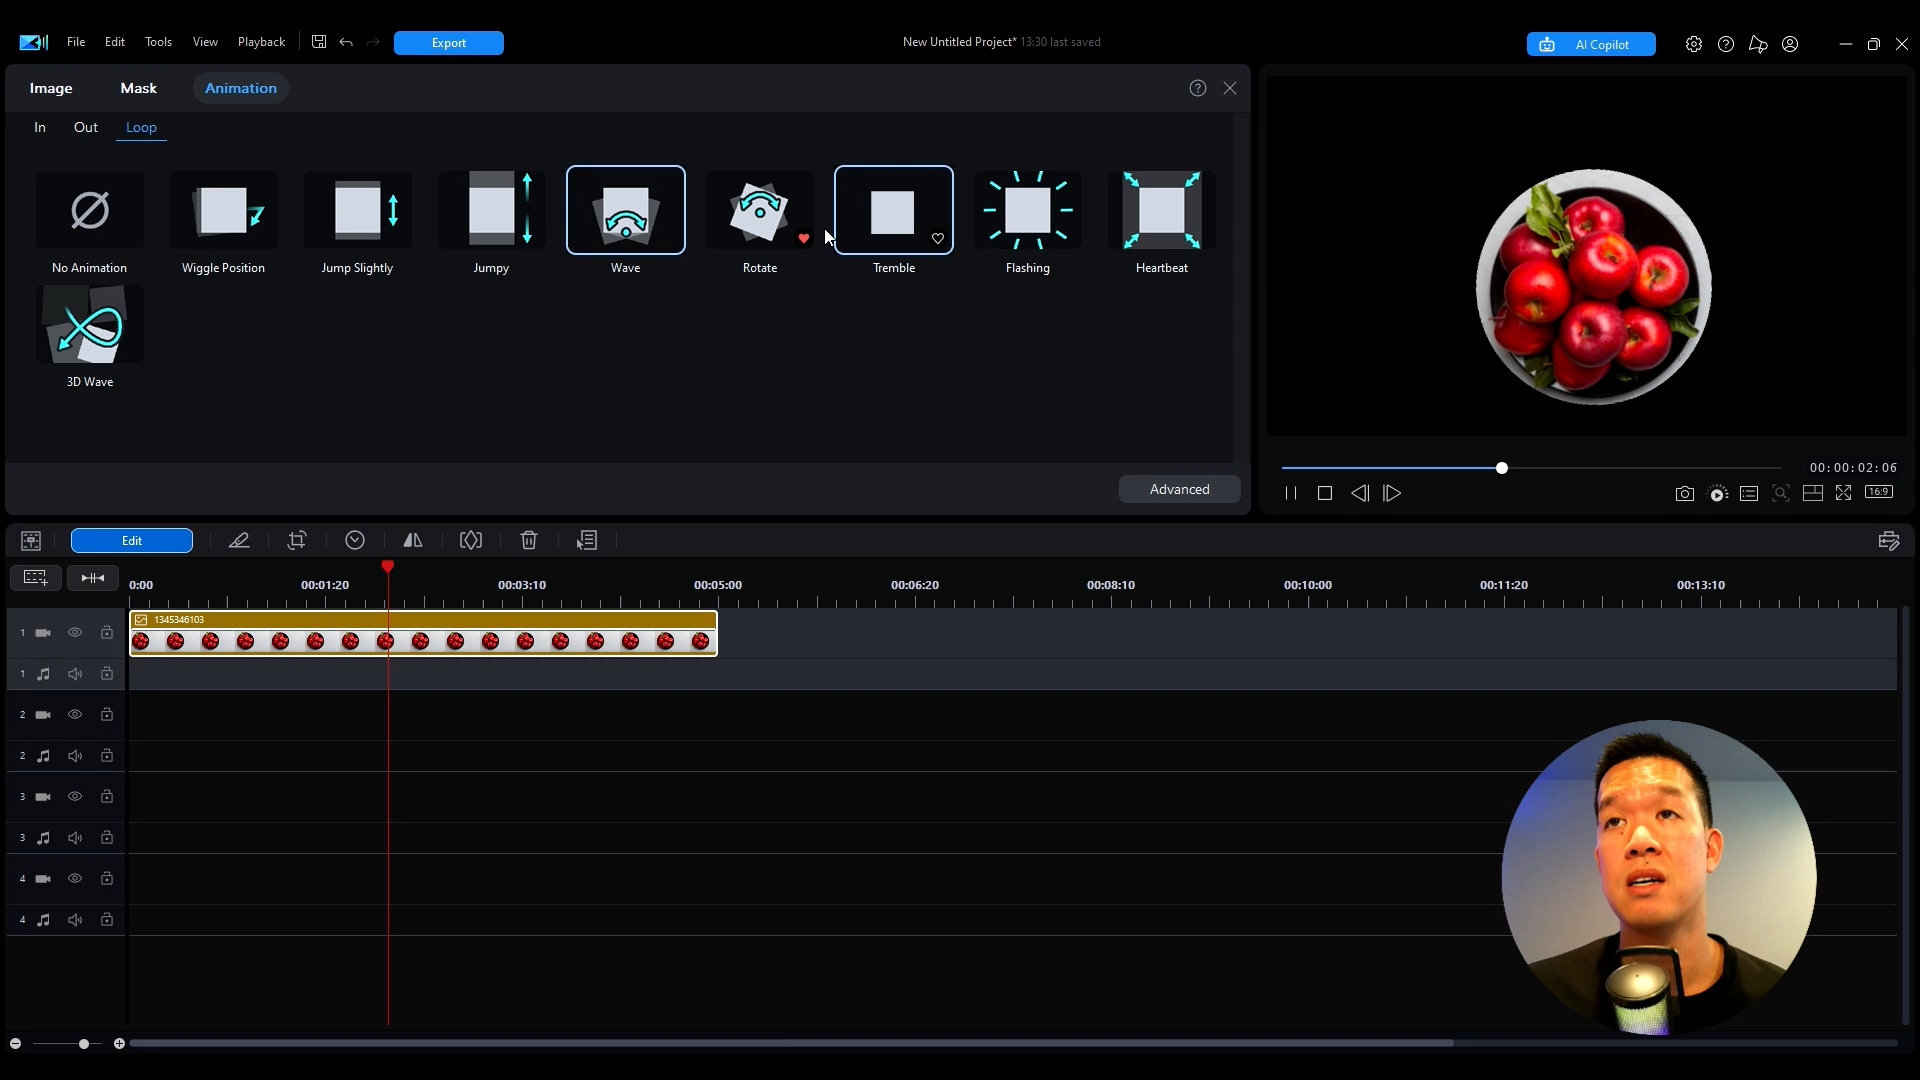 File Edit Tools View Playback Export New Untitled Project* 13:30 last saved AI Copilot
Image Mask Animation
In Out Loop
No Animation Wiggle Position Jump Slightly Jumpy Wave Rotate Tremble Flashing Heartbeat
3D Wave
00:00:02:06
Advanced
16:9
Edit
0:00 00:01:20 00:03:10 00:05:00 00:06:20 00:08:10 00:10:00 00:11:20 00:13:10
1345346103
1
1
2
2
3
3
4
4